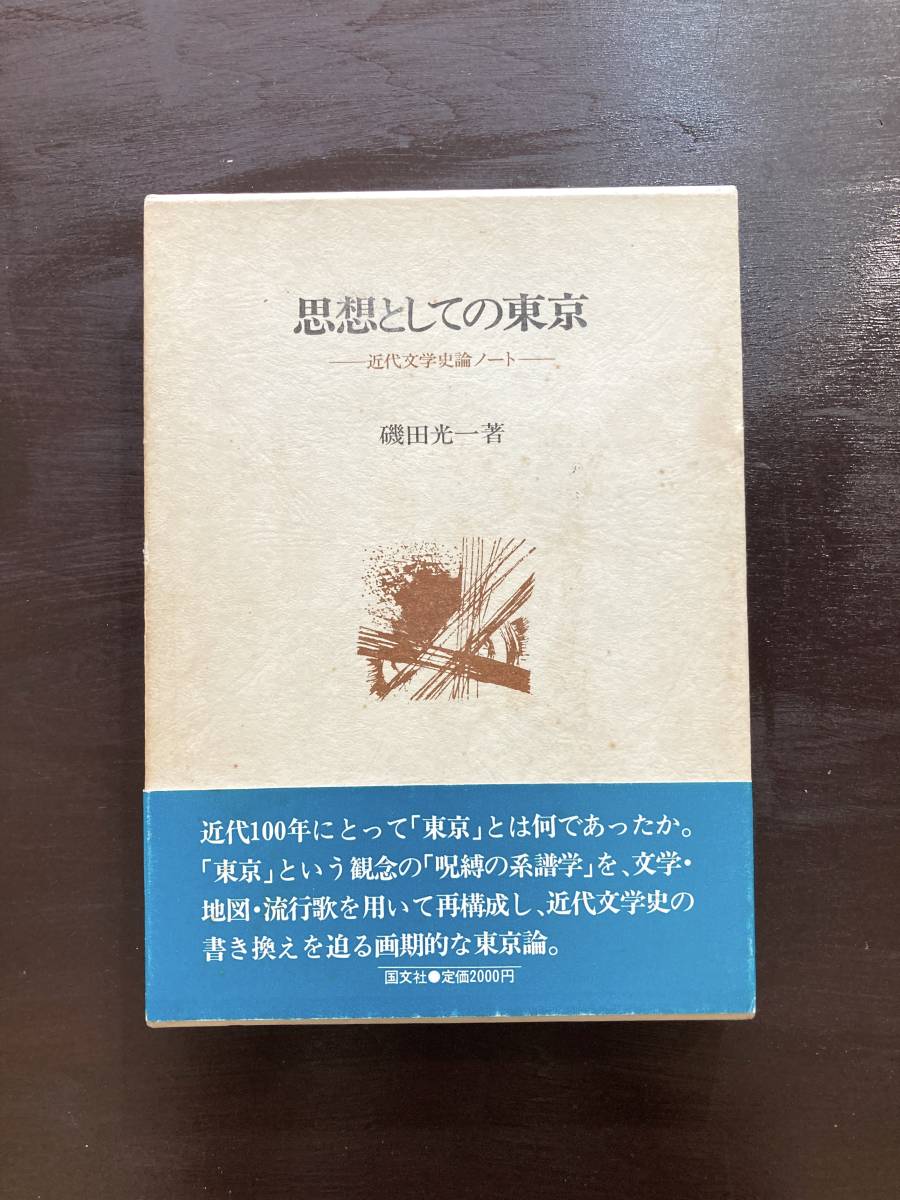 思想としての東京
——近代文学史論ノート——
磯田光一著
近代100年にとって「東京」とは何であったか。
「東京」という観念の「呪縛の系譜学」を、文学・
地図・流行歌を用いて再構成し、近代文学史の
書き換えを迫る画期的な東京論。
国文社●定価2000円